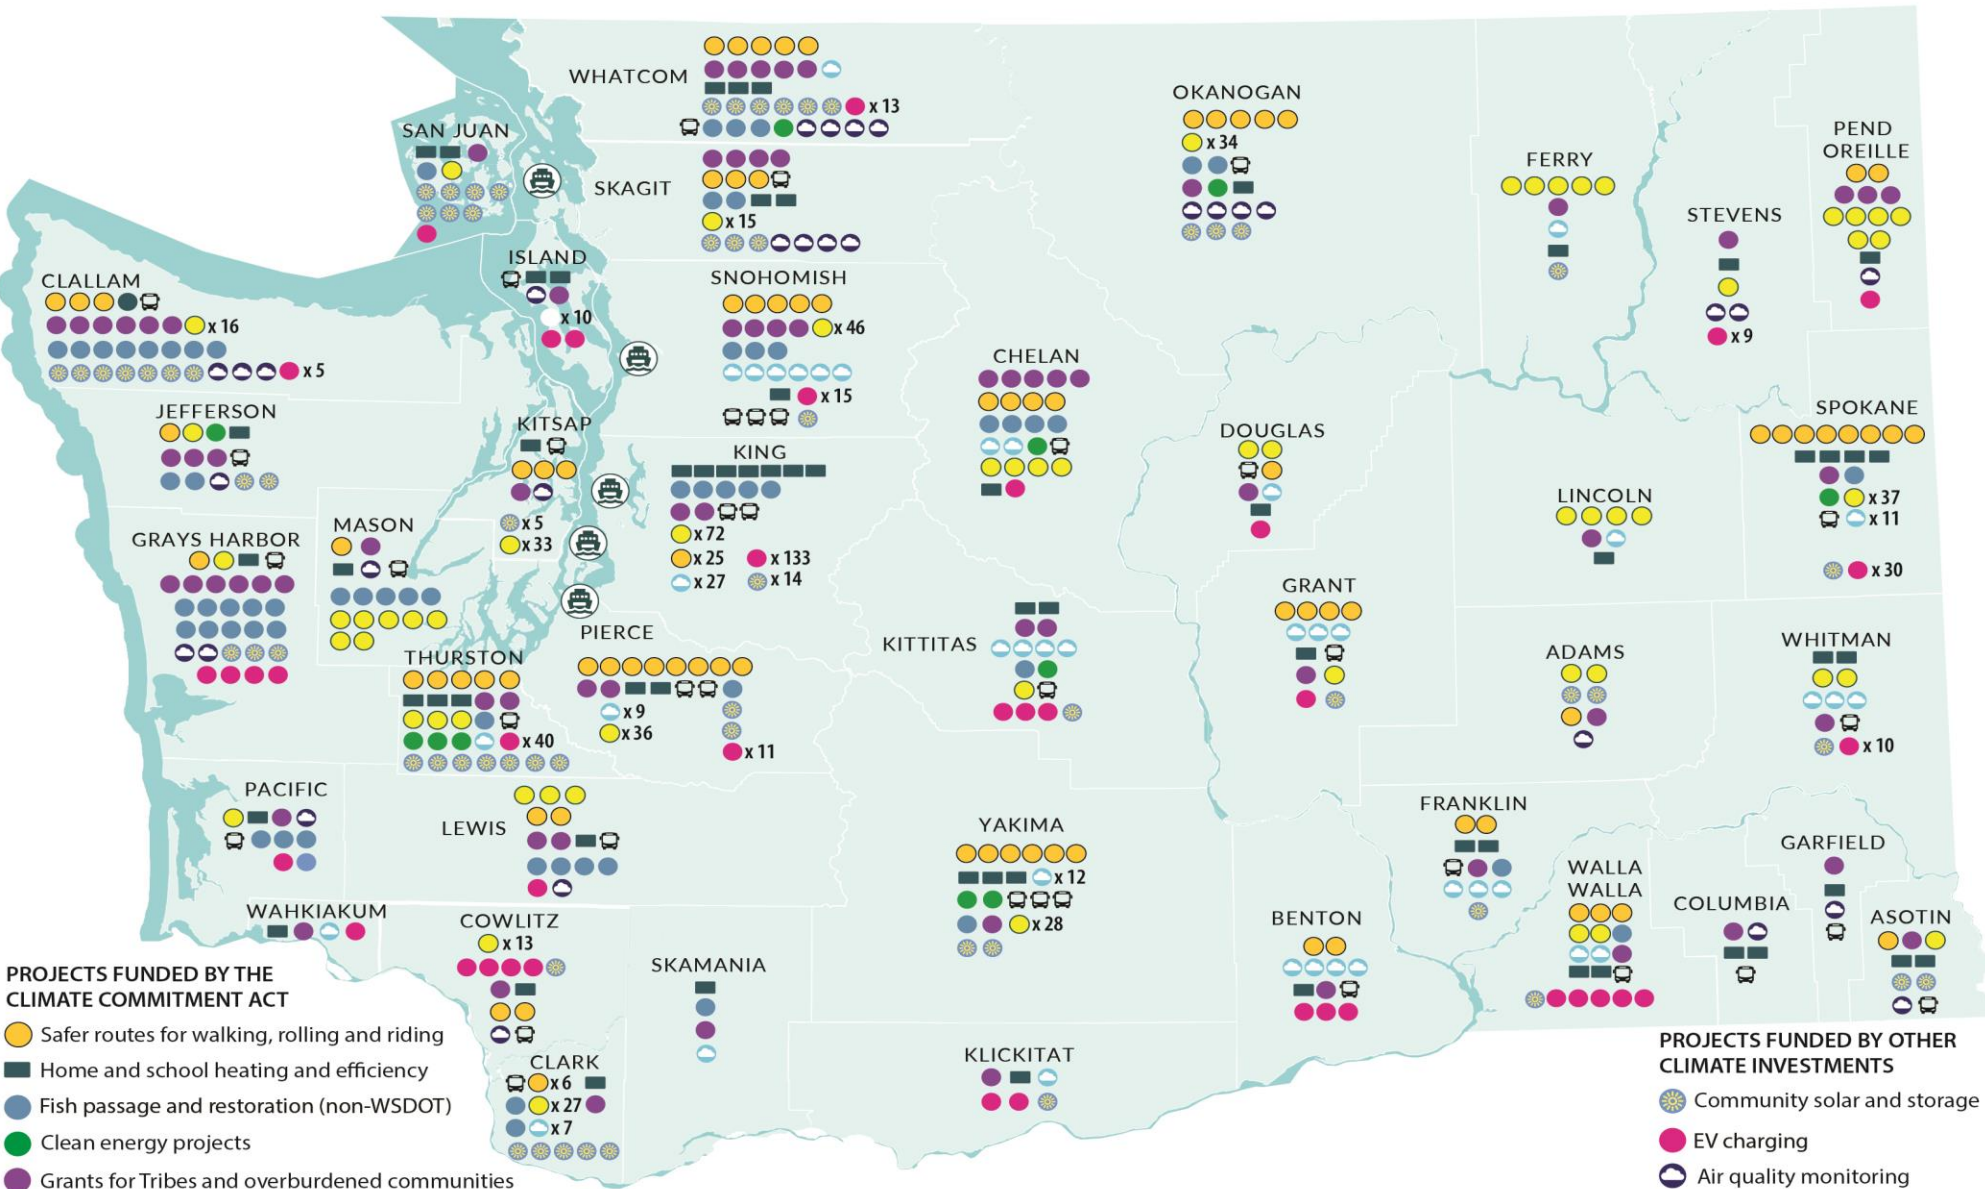 WHATCOM
x 13
SAN JUAN
SKAGIT
x 15
ISLAND
x 10
CLALLAM
x 16
x 5
SNOHOMISH
x 46
x 15
JEFFERSON
KITSAP
x 5
x 33
KING
x 72
x 25
x 133
x 27
x 14
GRAYS HARBOR
MASON
THURSTON
x 40
PIERCE
x 9
x 36
x 11
PACIFIC
LEWIS
WAHKIAKUM
COWLITZ
x 13
SKAMANIA
CLARK
x 6
x 27
x 7
OKANOGAN
x 34
CHELAN
DOUGLAS
KITTITAS
GRANT
YAKIMA
x 12
x 28
KLICKITAT
BENTON
FERRY
STEVENS
x 9
PEND
OREILLE
LINCOLN
SPOKANE
x 37
x 11
x 30
ADAMS
WHITMAN
x 10
FRANKLIN
WALLA
WALLA
COLUMBIA
GARFIELD
ASOTIN
PROJECTS FUNDED BY THE
CLIMATE COMMITMENT ACT
Safer routes for walking, rolling and riding
Home and school heating and efficiency
Fish passage and restoration (non-WSDOT)
Clean energy projects
Grants for Tribes and overburdened communities
PROJECTS FUNDED BY OTHER
CLIMATE INVESTMENTS
Community solar and storage
EV charging
Air quality monitoring